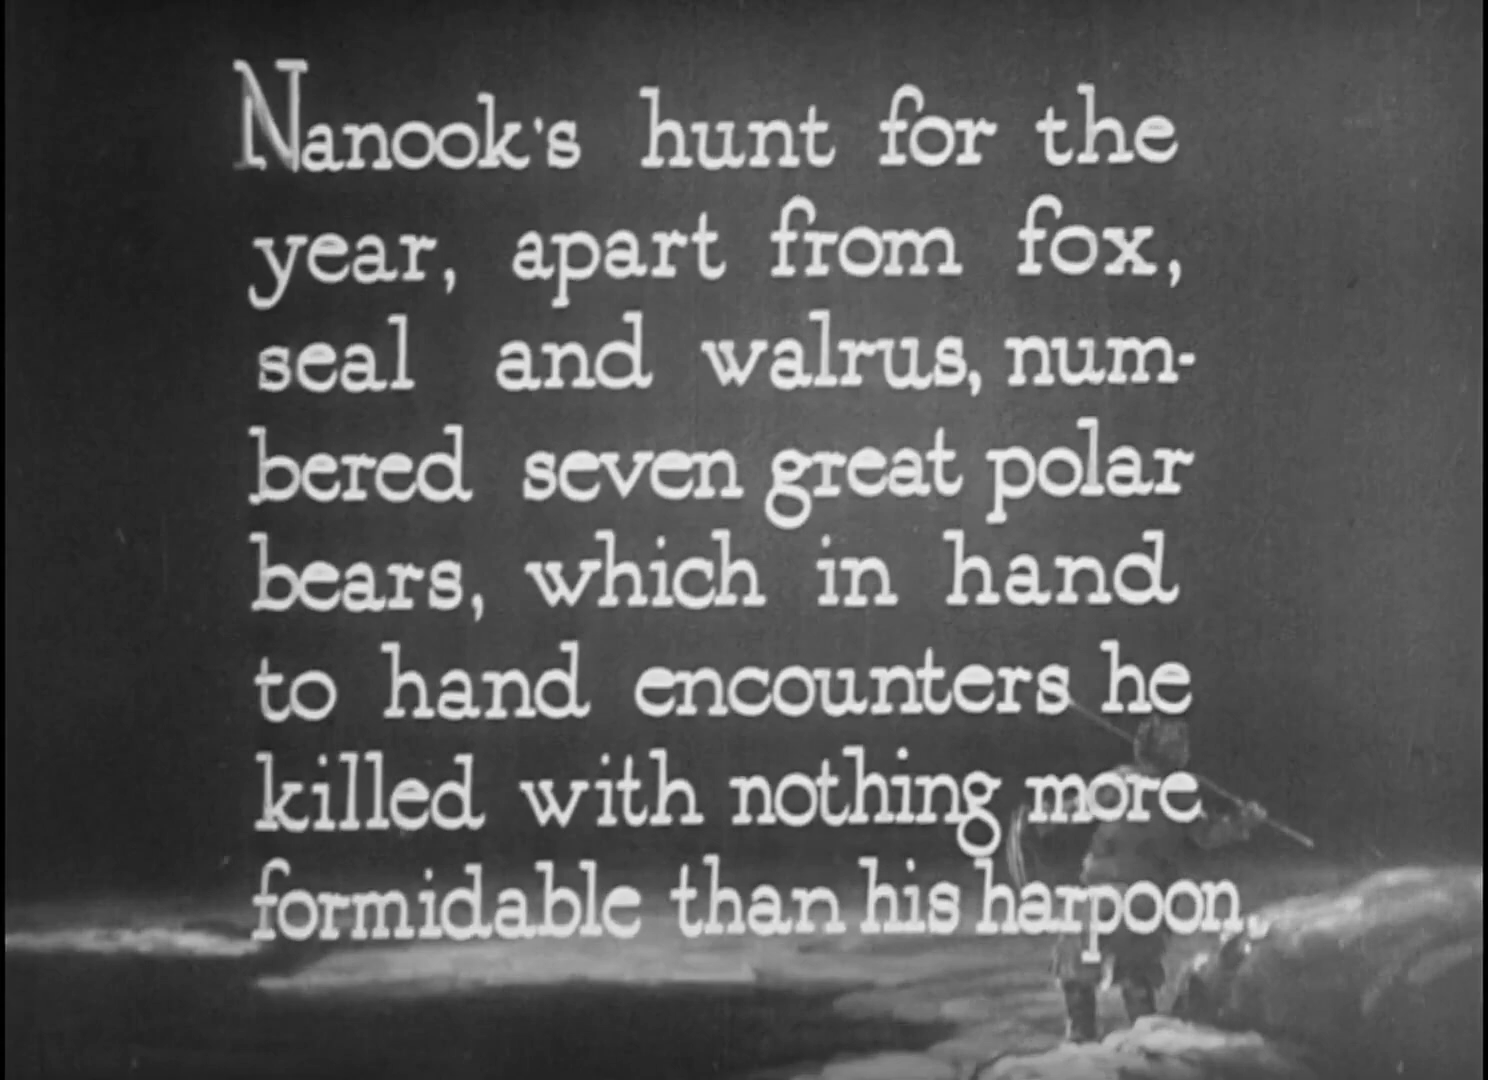 Nanook's hunt for the
year, apart from fox,
seal and walrus, num-
bered seven great polar
bears, which in hand
to hand encounters he
killed with nothing more
formidable than his harpoon.